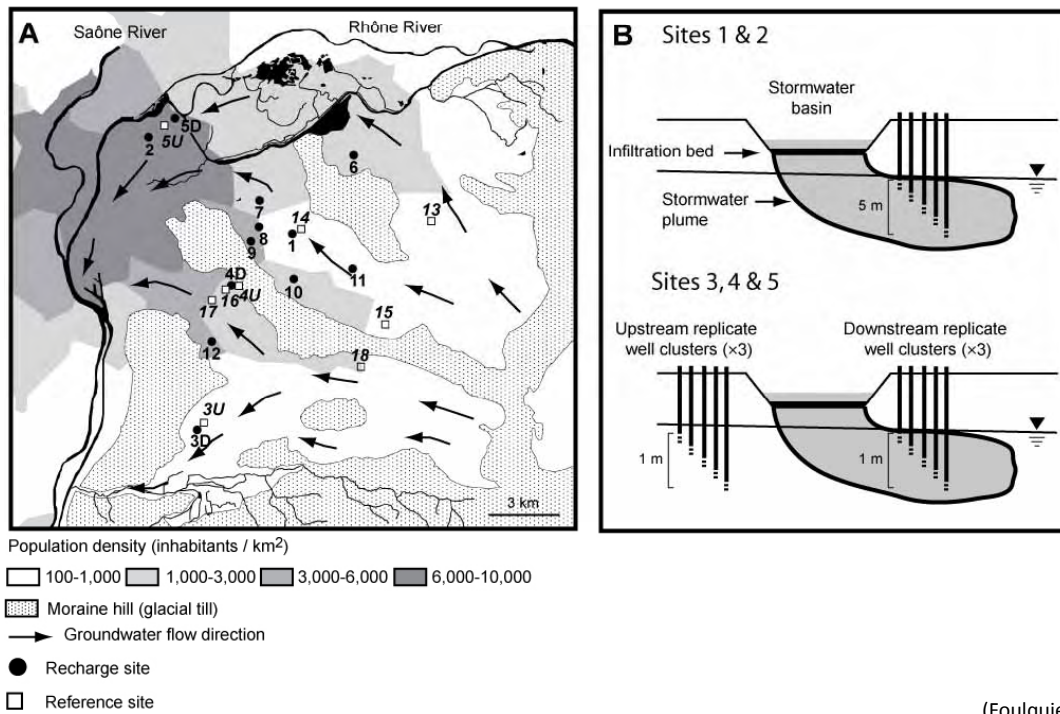 A
Saône River
Rhône River
5D
5U
2
6
7
14
13
8
1
9
11
4D
10
16
4U
17
15
12
18
3U
3D
3 km
Population density (inhabitants / km2)
100-1,000
1,000-3,000
3,000-6,000
6,000-10,000
Moraine hill (glacial till)
Groundwater flow direction
Recharge site
Reference site
B
Sites 1 & 2
Stormwater
basin
Infiltration bed
Stormwater
plume
5 m
Sites 3, 4 & 5
Upstream replicate
well clusters (×3)
Downstream replicate
well clusters (×3)
1 m
1 m
(Foulquie